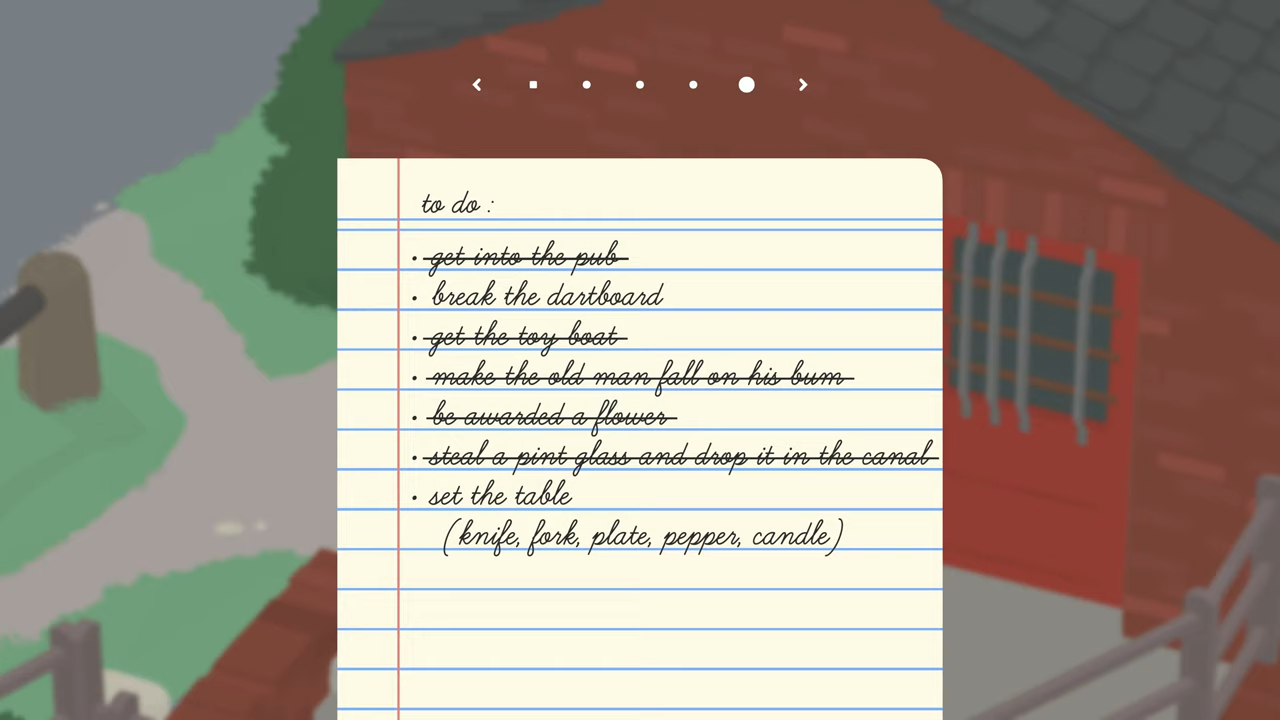 to do :
• get into the pub
• break the dartboard
• get the toy boat
• make the old man fall on his bum
• be awarded a flower
• steal a pint glass and drop it in the canal
• set the table
(knife, fork, plate, pepper, candle)